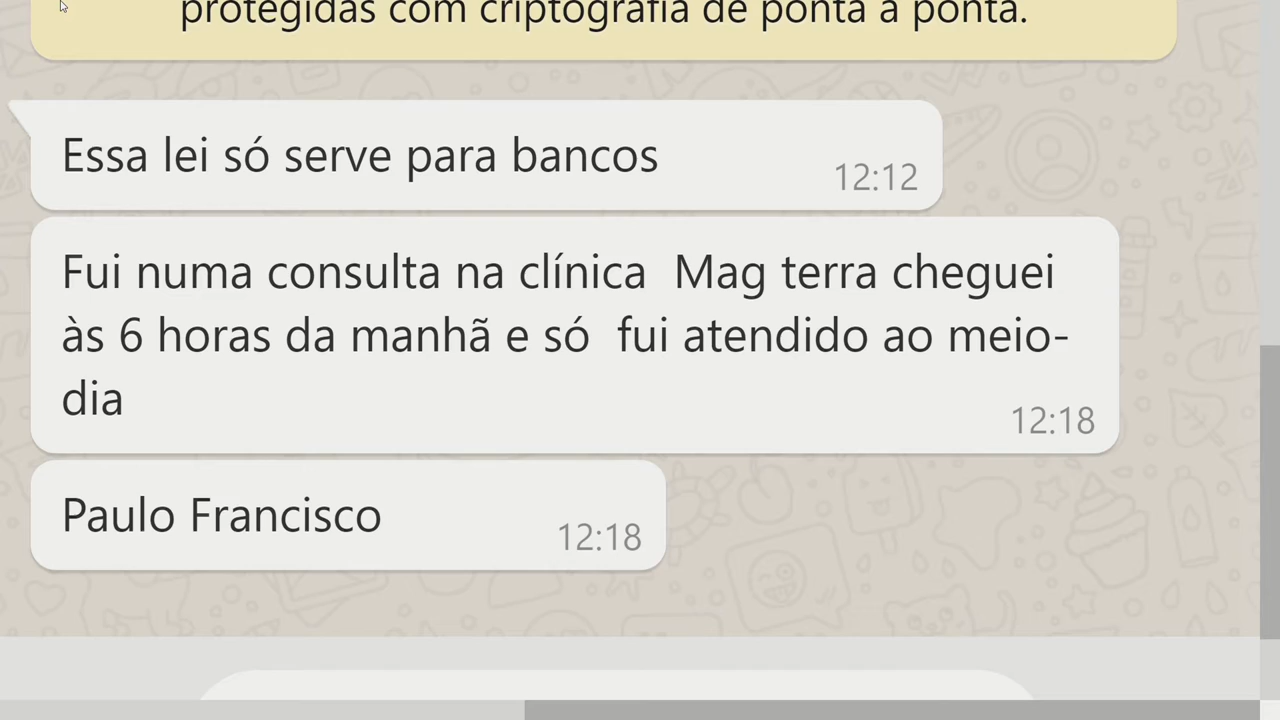 protegidas com criptografia de ponta a ponta.
Essa lei só serve para bancos
12:12
Fui numa consulta na clínica  Mag terra cheguei
às 6 horas da manhã e só  fui atendido ao meio-
dia
12:18
Paulo Francisco
12:18